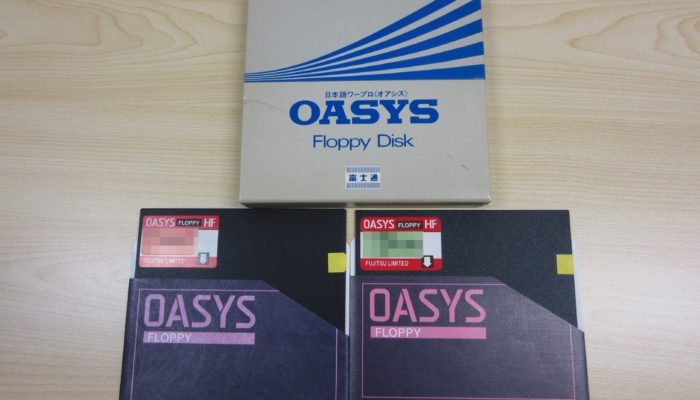 日本語ワープロ《オアシス》
OASYS
Floppy Disk
富士通
OASYS FLOPPY HF
FUJITSU LIMITED
OASYS
FLOPPY
OASYS FLOPPY HF
FUJITSU LIMITED
OASYS
FLOPPY